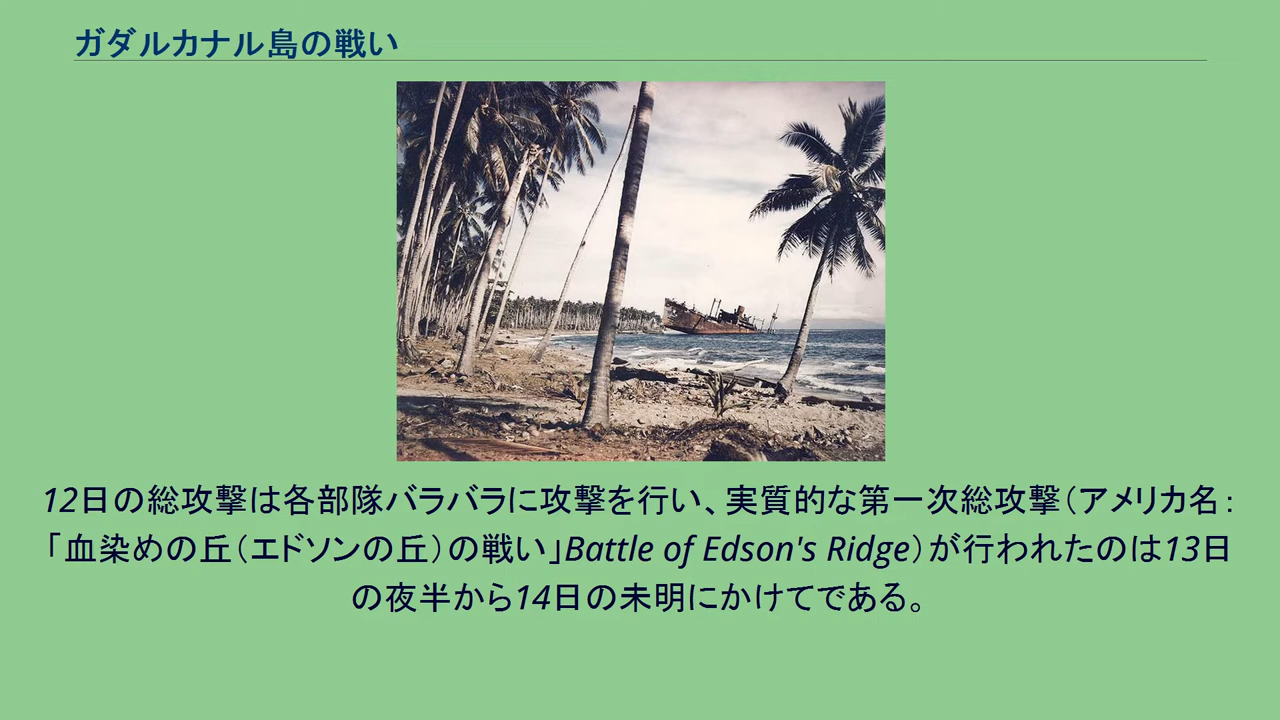 ガダルカナル島の戦い
12日の総攻撃は各部隊バラバラに攻撃を行い、実質的な第一次総攻撃（アメリカ名：
「血染めの丘（エドソンの丘）の戦い」Battle of Edson's Ridge）が行われたのは13日
の夜半から14日の未明にかけてである。